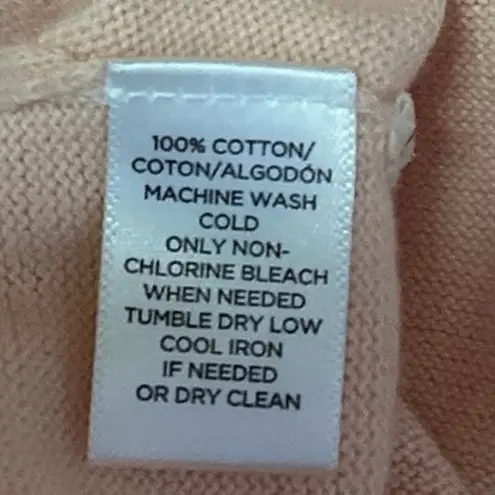 100% COTTON/
COTON/ALGODÓN
MACHINE WASH
COLD
ONLY NON-
CHLORINE BLEACH
WHEN NEEDED
TUMBLE DRY LOW
COOL IRON
IF NEEDED
OR DRY CLEAN